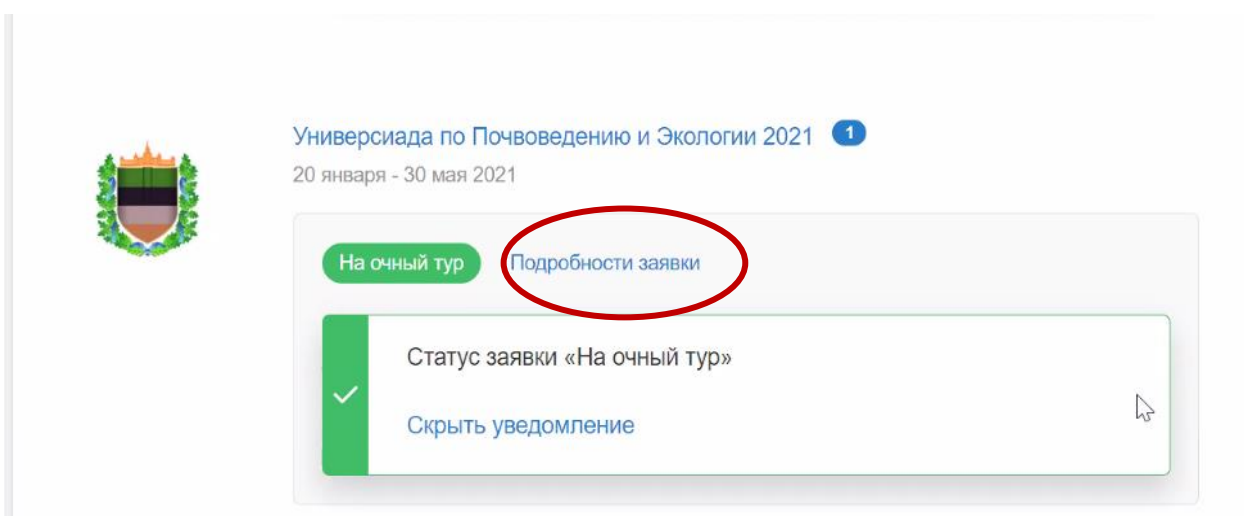 Универсиада по Почвоведению и Экологии 2021 1
20 января - 30 мая 2021
На очный тур Подробности заявки
Статус заявки «На очный тур»
Скрыть уведомление